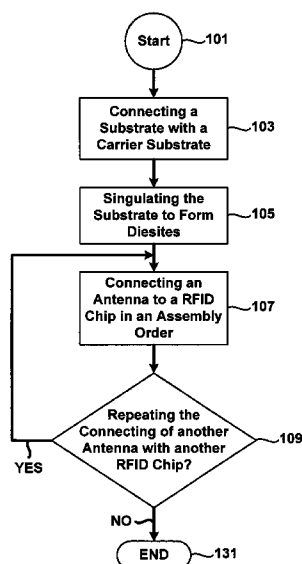 Start
101
Connecting a
Substrate with a
Carrier Substrate
103
Singulating the
Substrate to Form
Diesites
105
Connecting an
Antenna to a RFID
Chip in an Assembly
Order
107
Repeating the
Connecting of another
Antenna with another
RFID Chip?
109
YES
NO
END
131